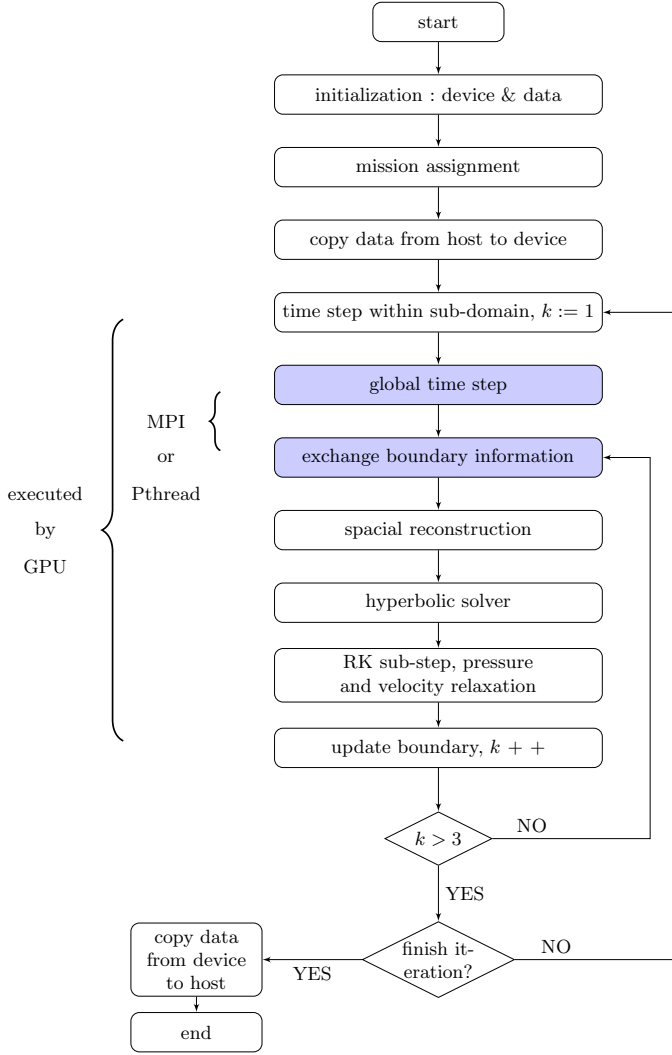 start
initialization : device & data
mission assignment
copy data from host to device
time step within sub-domain, k := 1
global time step
exchange boundary information
spacial reconstruction
hyperbolic solver
RK sub-step, pressure
and velocity relaxation
update boundary, k + +
k > 3
NO
YES
finish it-
eration?
NO
YES
copy data
from device
to host
end
MPI
or
Pthread
executed
by
GPU